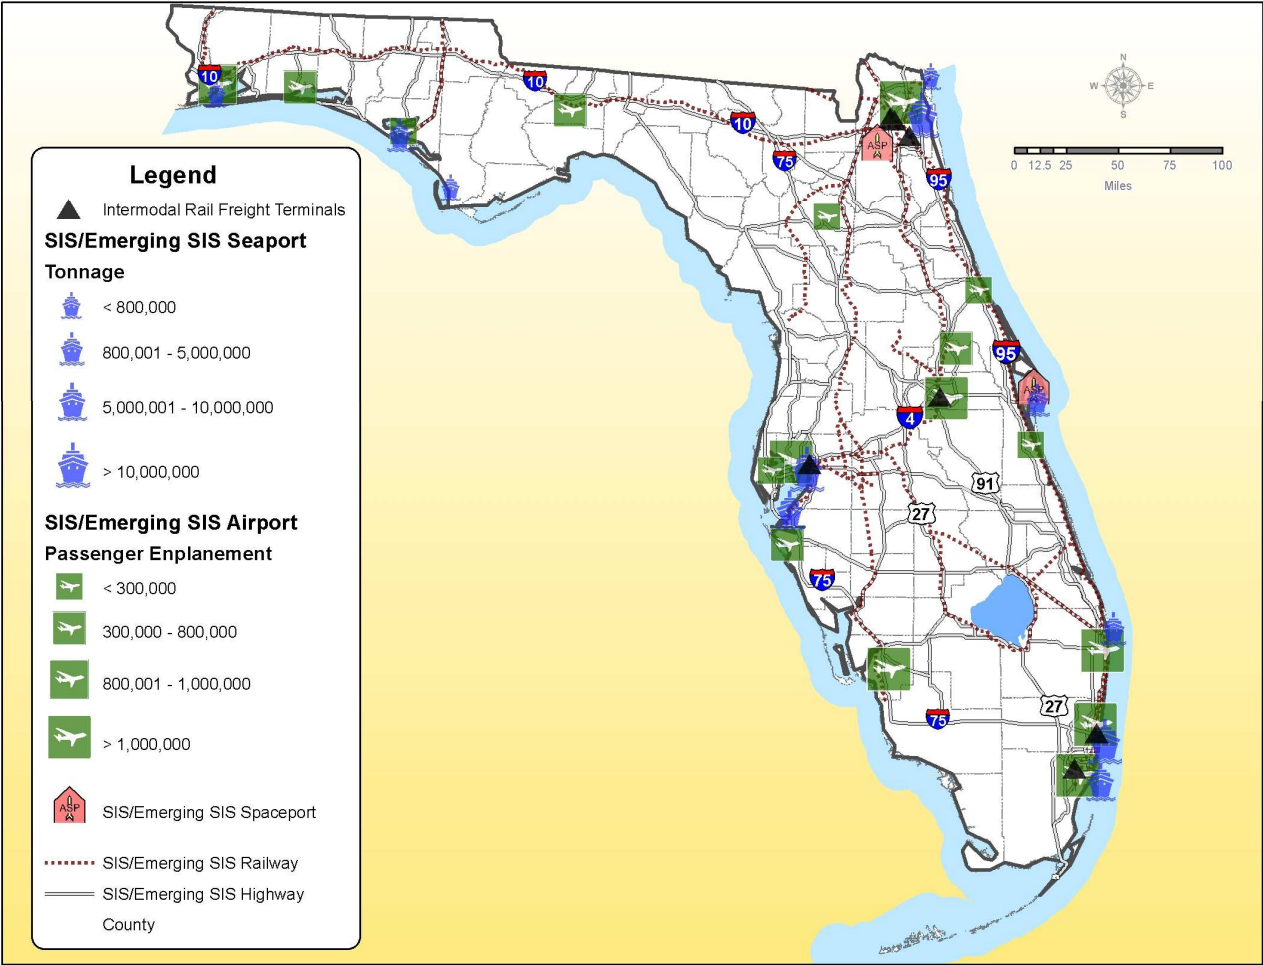 10
10
10
75
ASP
95
N
W E
S
0 12.5 25 50 75 100
Miles
Legend
Intermodal Rail Freight Terminals
SIS/Emerging SIS Seaport
Tonnage
< 800,000
800,001 - 5,000,000
5,000,001 - 10,000,000
> 10,000,000
SIS/Emerging SIS Airport
Passenger Enplanement
< 300,000
300,000 - 800,000
800,001 - 1,000,000
> 1,000,000
ASP
SIS/Emerging SIS Spaceport
SIS/Emerging SIS Railway
SIS/Emerging SIS Highway
County
95
ASP
4
91
27
75
27
75